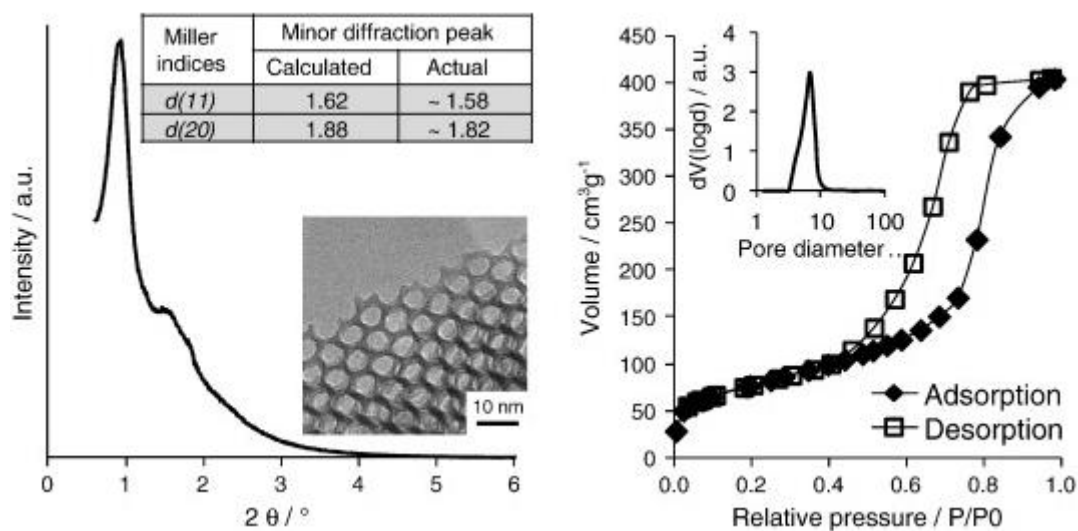 Miller indices
Minor diffraction peak
Calculated
Actual
d(11)
1.62
~ 1.58
d(20)
1.88
~ 1.82
Intensity / a.u.
10 nm
0
1
2
3
4
5
6
2 θ / °
450
400
350
300
250
200
150
100
50
0
Volume / cm³g⁻¹
4
3
2
1
0
dV(logd) / a.u.
1
10
100
Pore diameter ..
Adsorption
Desorption
0.0
0.2
0.4
0.6
0.8
1.0
Relative pressure / P/P0